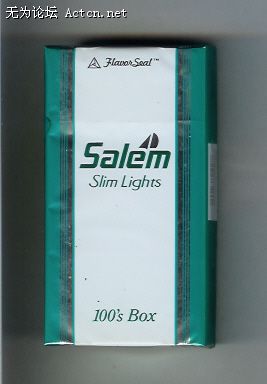 无为论坛 Actcn.net
FlavorSeal™
Salem
Slim Lights
100's Box